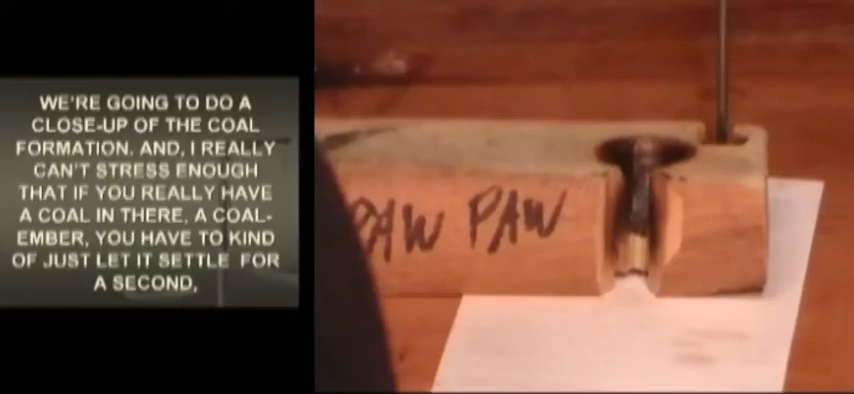 WE'RE GOING TO DO A
CLOSE-UP OF THE COAL
FORMATION. AND, I REALLY
CAN'T STRESS ENOUGH
THAT IF YOU REALLY HAVE
A COAL IN THERE, A COAL-
EMBER, YOU HAVE TO KIND
OF JUST LET IT SETTLE FOR
A SECOND,
PAW PAW